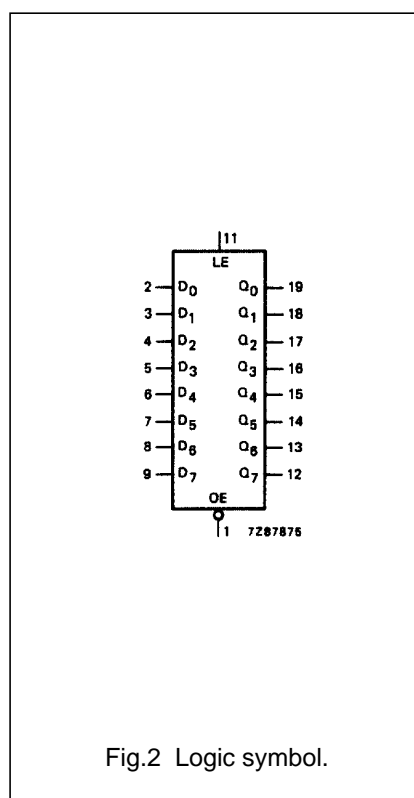 11
LE
2 D0 Q0 19
3 D1 Q1 18
4 D2 Q2 17
5 D3 Q3 16
6 D4 Q4 15
7 D5 Q5 14
8 D6 Q6 13
9 D7 Q7 12
OE
1 7Z87875
Fig.2 Logic symbol.